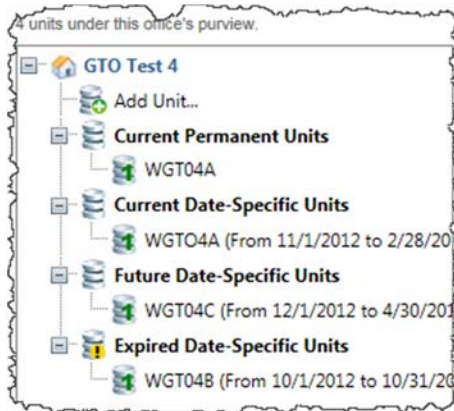 4 units under this office's purview.
GTO Test 4
Add Unit...
Current Permanent Units
WGT04A
Current Date-Specific Units
WGTO4A (From 11/1/2012 to 2/28/20
Future Date-Specific Units
WGT04C (From 12/1/2012 to 4/30/201
Expired Date-Specific Units
WGT04B (From 10/1/2012 to 10/31/20